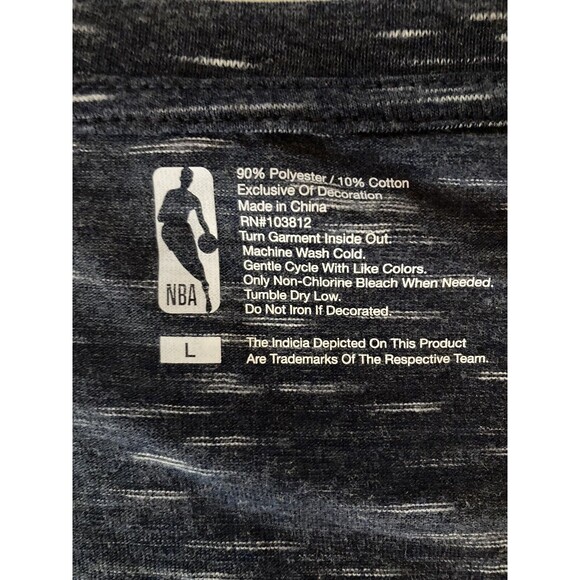 90% Polyester / 10% Cotton
Exclusive Of Decoration
Made in China
RN#103812
Turn Garment Inside Out.
Machine Wash Cold.
Gentle Cycle With Like Colors.
Only Non-Chlorine Bleach When Needed.
Tumble Dry Low.
Do Not Iron If Decorated.
NBA
L
The Indicia Depicted On This Product
Are Trademarks Of The Respective Team.